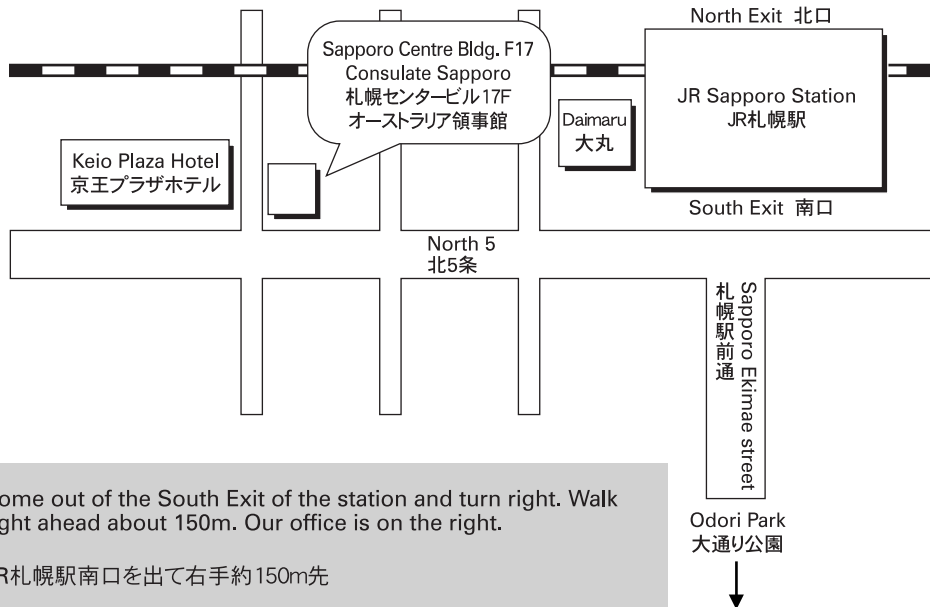 North Exit 北口
Sapporo Centre Bldg. F17
Consulate Sapporo
札幌センタービル17F
オーストラリア領事館
JR Sapporo Station
JR札幌駅
Daimaru
大丸
Keio Plaza Hotel
京王プラザホテル
South Exit 南口
North 5
北5条
Sapporo Ekimae street
札幌駅前通
ome out of the South Exit of the station and turn right. Walk
ght ahead about 150m. Our office is on the right.
R札幌駅南口を出て右手約150m先
Odori Park
大通り公園